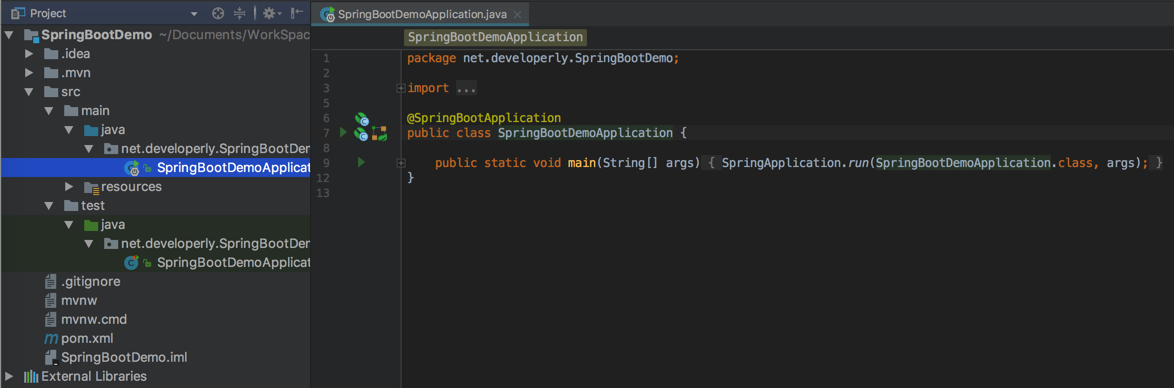 Project
SpringBootDemo ~/Documents/WorkSpac
.idea
.mvn
src
main
java
net.developerly.SpringBootDem
SpringBootDemoApplicat
resources
test
java
net.developerly.SpringBootDem
SpringBootDemoApplicat
.gitignore
mvnw
mvnw.cmd
pom.xml
SpringBootDemo.iml
External Libraries
SpringBootDemoApplication.java
SpringBootDemoApplication
1 package net.developerly.SpringBootDemo;
2
3 import ...
5
6 @SpringBootApplication
7 public class SpringBootDemoApplication {
8
9 public static void main(String[] args) { SpringApplication.run(SpringBootDemoApplication.class, args); }
12 }
13